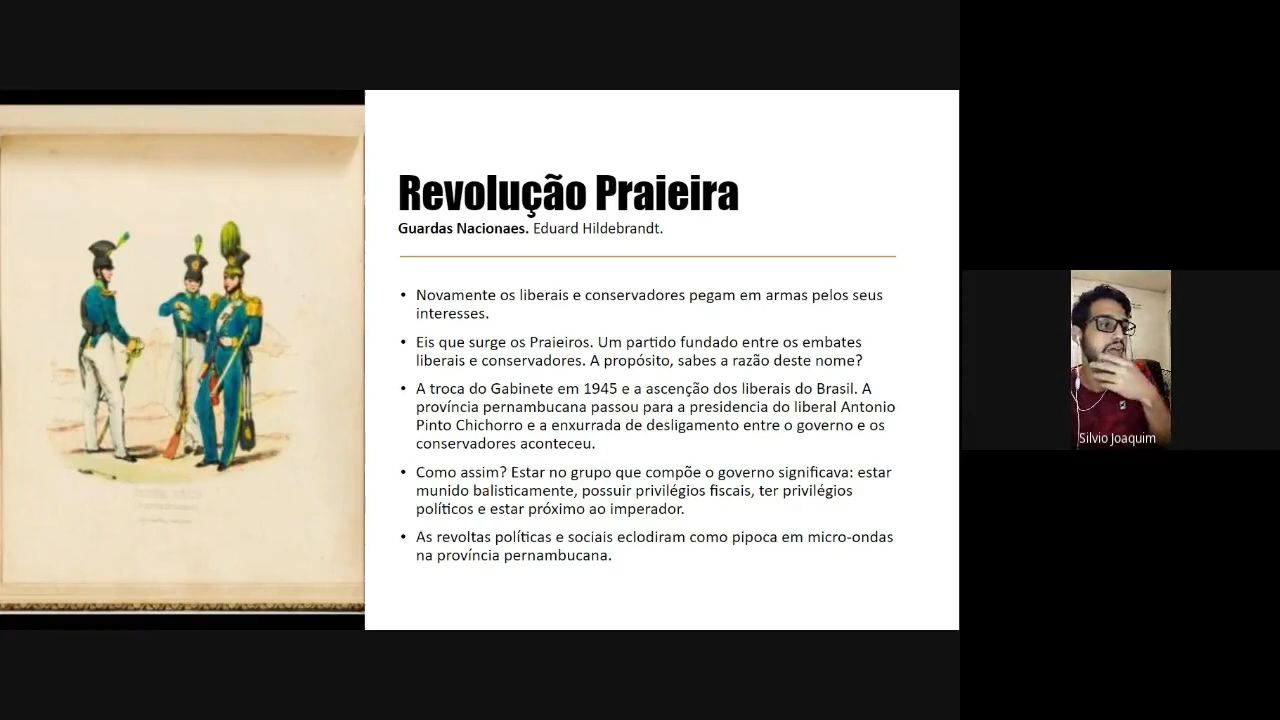 Revolução Praieira
Guardas Nacionaes. Eduard Hildebrandt.
• Novamente os liberais e conservadores pegam em armas pelos seus
interesses.
• Eis que surge os Praieiros. Um partido fundado entre os embates
liberais e conservadores. A propósito, sabes a razão deste nome?
• A troca do Gabinete em 1945 e a ascenção dos liberais do Brasil. A
província pernambucana passou para a presidencia do liberal Antonio
Pinto Chichorro e a enxurrada de desligamento entre o governo e os
conservadores aconteceu.
• Como assim? Estar no grupo que compõe o governo significava: estar
munido balisticamente, possuir privilégios fiscais, ter privilégios
políticos e estar próximo ao imperador.
• As revoltas políticas e sociais eclodiram como pipoca em micro-ondas
na província pernambucana.
Silvio Joaquim